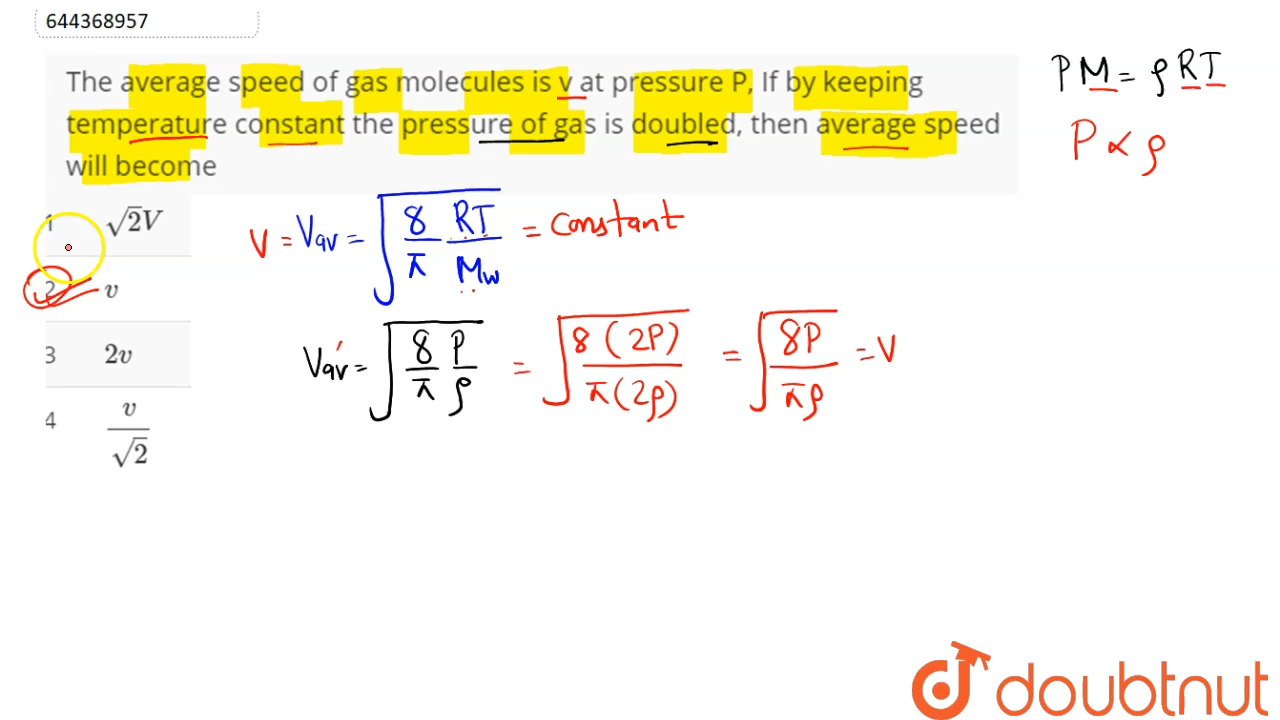 644368957
The average speed of gas molecules is v at pressure P, If by keeping
temperature constant the pressure of gas is doubled, then average speed
will become
PM = ρRT
P ∝ ρ
1 √2V
2 v
3 2v
4 v/√2
V = Vav = √(8/π RT/Mw) = Constant
Vav' = √(8/π P/ρ) = √(8(2P)/π(2ρ)) = √(8P/πρ) = V
doubtnut